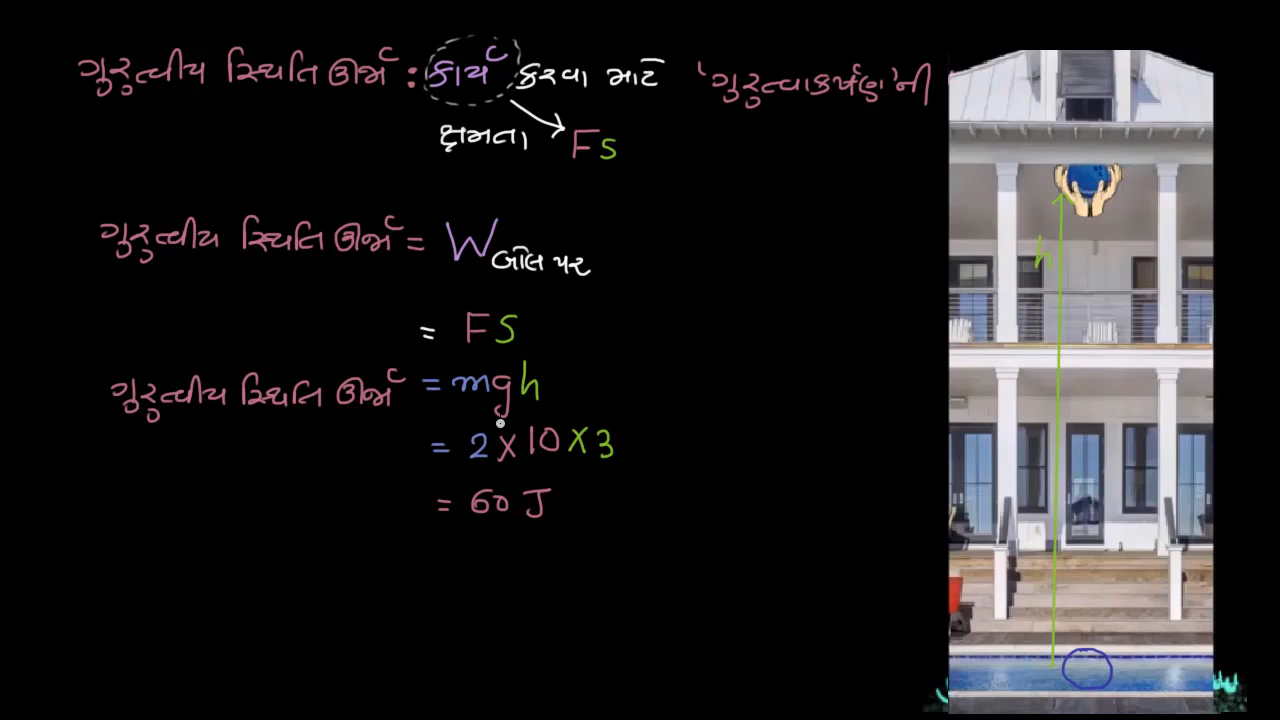 ગુરુત્વીય સ્થિતિ ઊર્જા : કાર્ય કરવા માટે 'ગુરુત્વાકર્ષણ'ની
ક્ષમતા
Fs
ગુરુત્વીય સ્થિતિ ઊર્જા = W બોલ પર
= FS
ગુરુત્વીય સ્થિતિ ઊર્જા = mgh
= 2 X 10 X 3
= 60 J
h